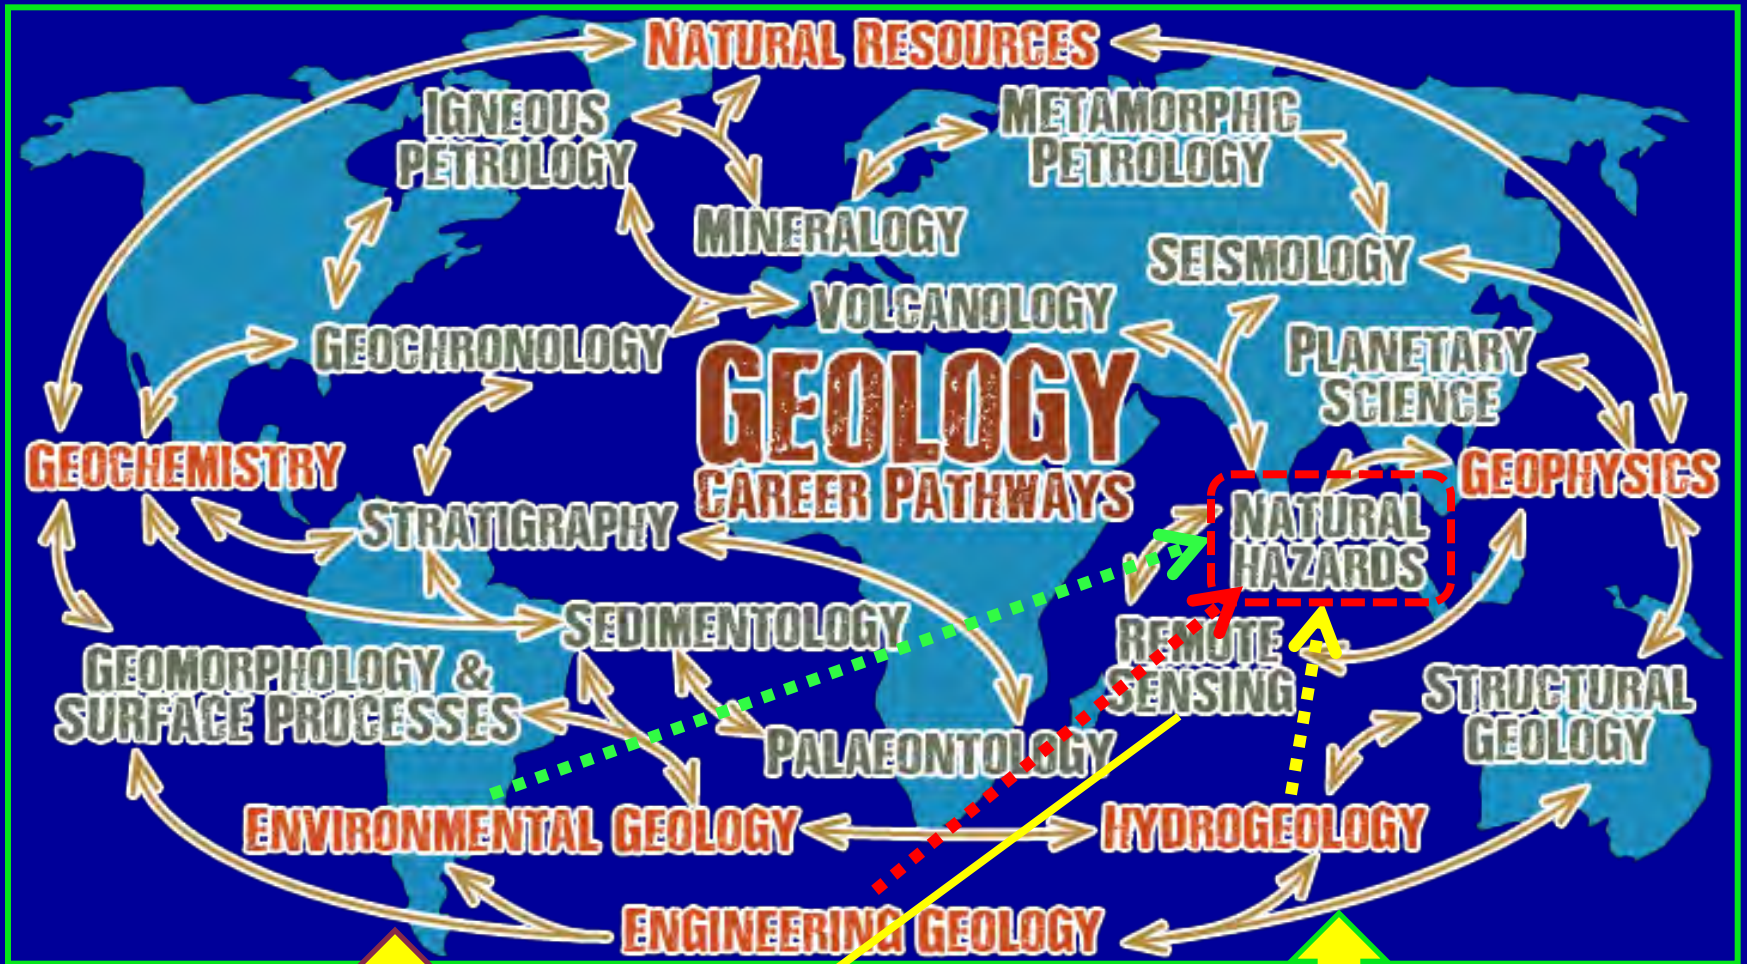 NATURAL RESOURCES
IGNEOUS
PETROLOGY
METAMORPHIC
PETROLOGY
MINERALOGY
SEISMOLOGY
VOLCANOLOGY
GEOCHRONOLOGY
PLANETARY
SCIENCE
GEOLOGY
CAREER PATHWAYS
GEOCHEMISTRY
GEOPHYSICS
STRATIGRAPHY
NATURAL
HAZARDS
SEDIMENTOLOGY
REMOTE
SENSING
GEOMORPHOLOGY &
SURFACE PROCESSES
STRUCTURAL
GEOLOGY
PALAEONTOLOGY
ENVIRONMENTAL GEOLOGY
HYDROGEOLOGY
ENGINEERING GEOLOGY